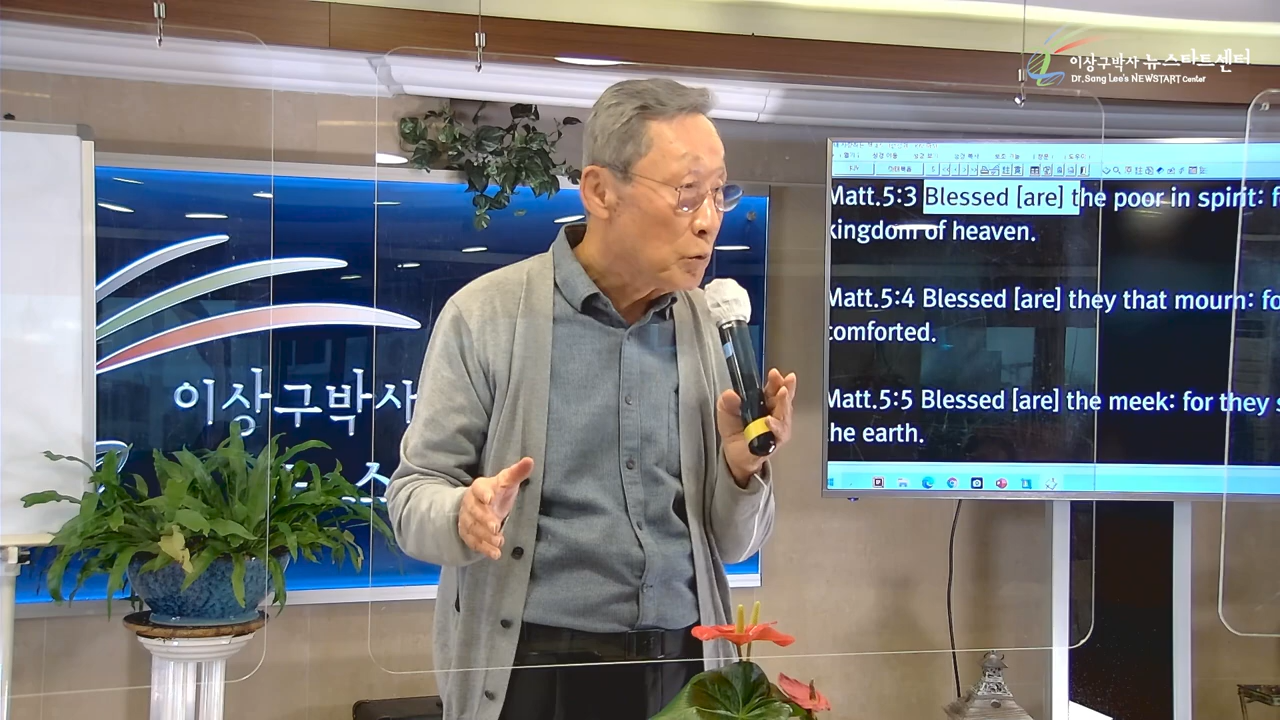 이상구박사 뉴스타트센터
Dr. Sang Lee's NEWSTART Center
Matt.5:3 Blessed [are] the poor in spirit:
kingdom of heaven.
Matt.5:4 Blessed [are] they that mourn:
comforted.
Matt.5:5 Blessed [are] the meek: for they
the earth.
이상구박사